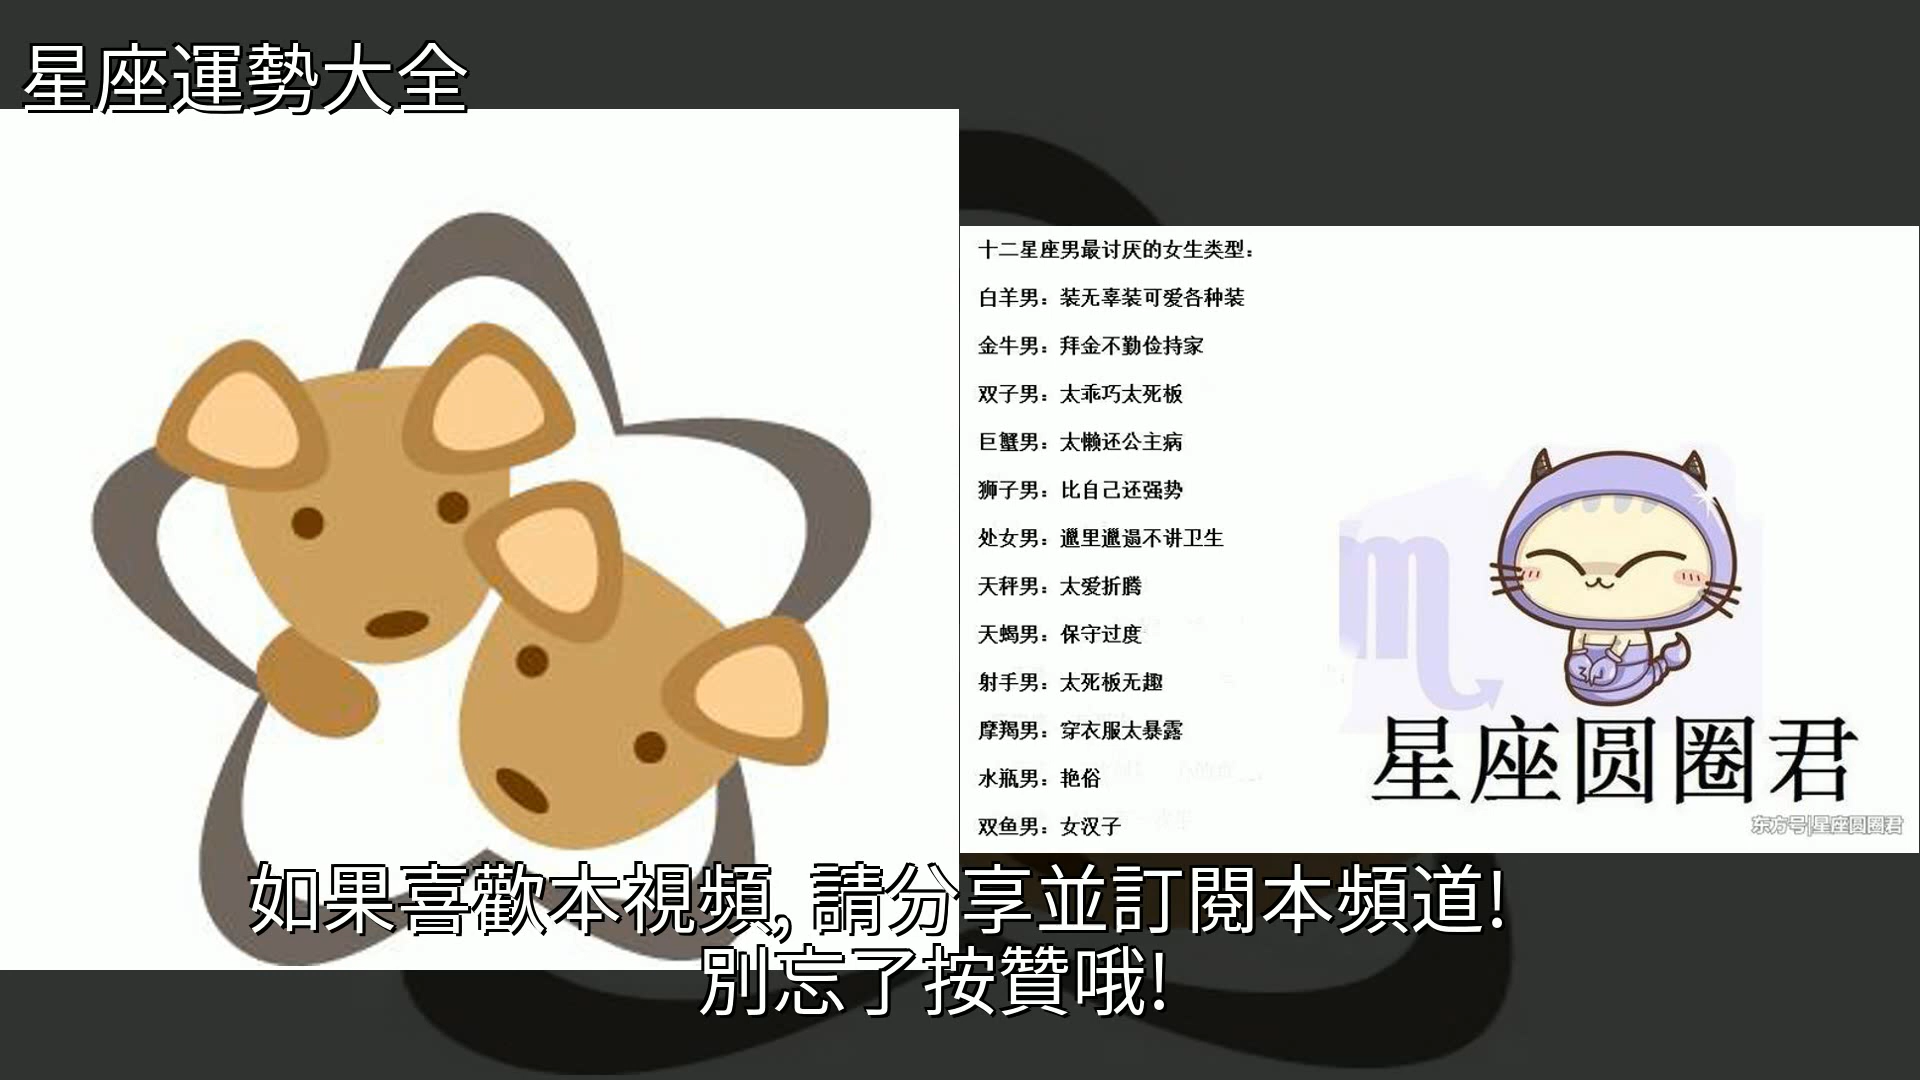 星座運勢大全
十二星座男最讨厌的女生类型：
白羊男：装无辜装可爱各种装
金牛男：拜金不勤俭持家
双子男：太乖巧太死板
巨蟹男：太懒还公主病
狮子男：比自己还强势
处女男：邋里邋遢不讲卫生
天秤男：太爱折腾
天蝎男：保守过度
射手男：太死板无趣
摩羯男：穿衣服太暴露
水瓶男：艳俗
双鱼男：女汉子
星座圆圈君
东方号|星座圆圈君
如果喜歡本視頻, 請分享並訂閱本頻道!
別忘了按贊哦!